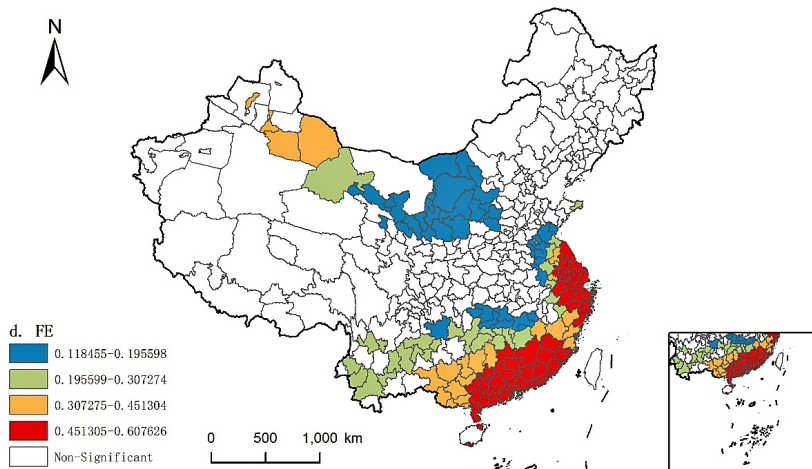 N
d. FE
0.118455-0.195598
0.195599-0.307274
0.307275-0.451304
0.451305-0.607626
Non-Significant
0 500 1,000 km